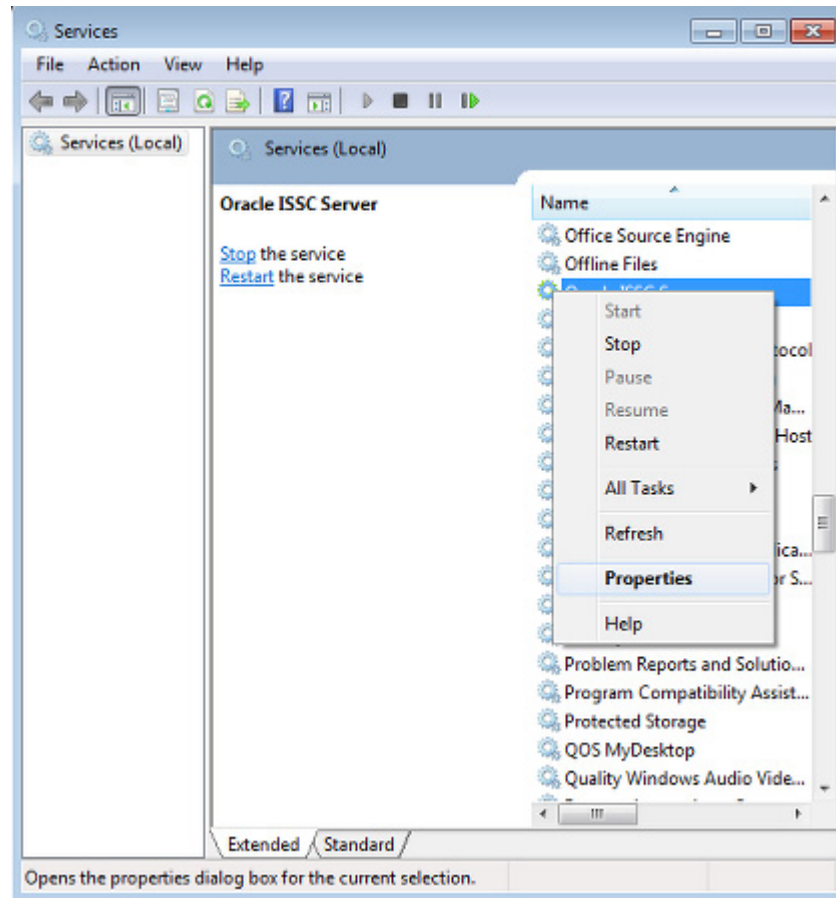 Services
File Action View Help
Services (Local)
Services (Local)
Oracle ISSC Server
Stop the service
Restart the service
Name
Office Source Engine
Offline Files
Start
Stop
Pause
Resume
Restart
All Tasks
Refresh
Properties
Help
tocol
Ma...
Host
ica...
or S...
Problem Reports and Solutio...
Program Compatibility Assist...
Protected Storage
QOS MyDesktop
Quality Windows Audio Vide...
Extended Standard
Opens the properties dialog box for the current selection.